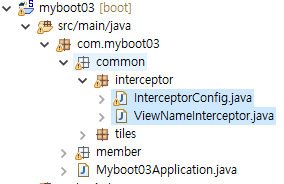 myboot03 [boot]
src/main/java
com.myboot03
common
interceptor
InterceptorConfig.java
ViewNameInterceptor.java
tiles
member
Myboot03Application.java